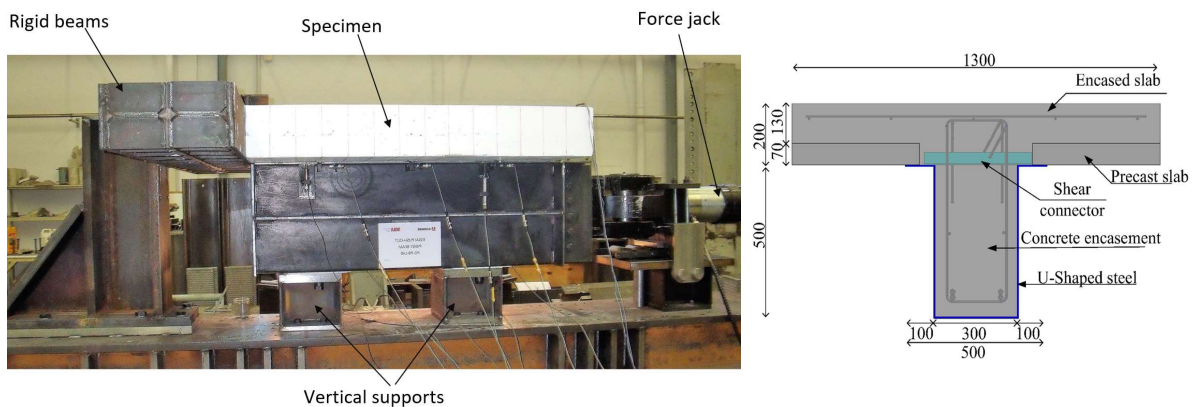 Rigid beams
Specimen
Force jack
Vertical supports
1300
Encased slab
200
130
70
Precast slab
Shear
connector
500
Concrete encasement
U-Shaped steel
100
300
100
500